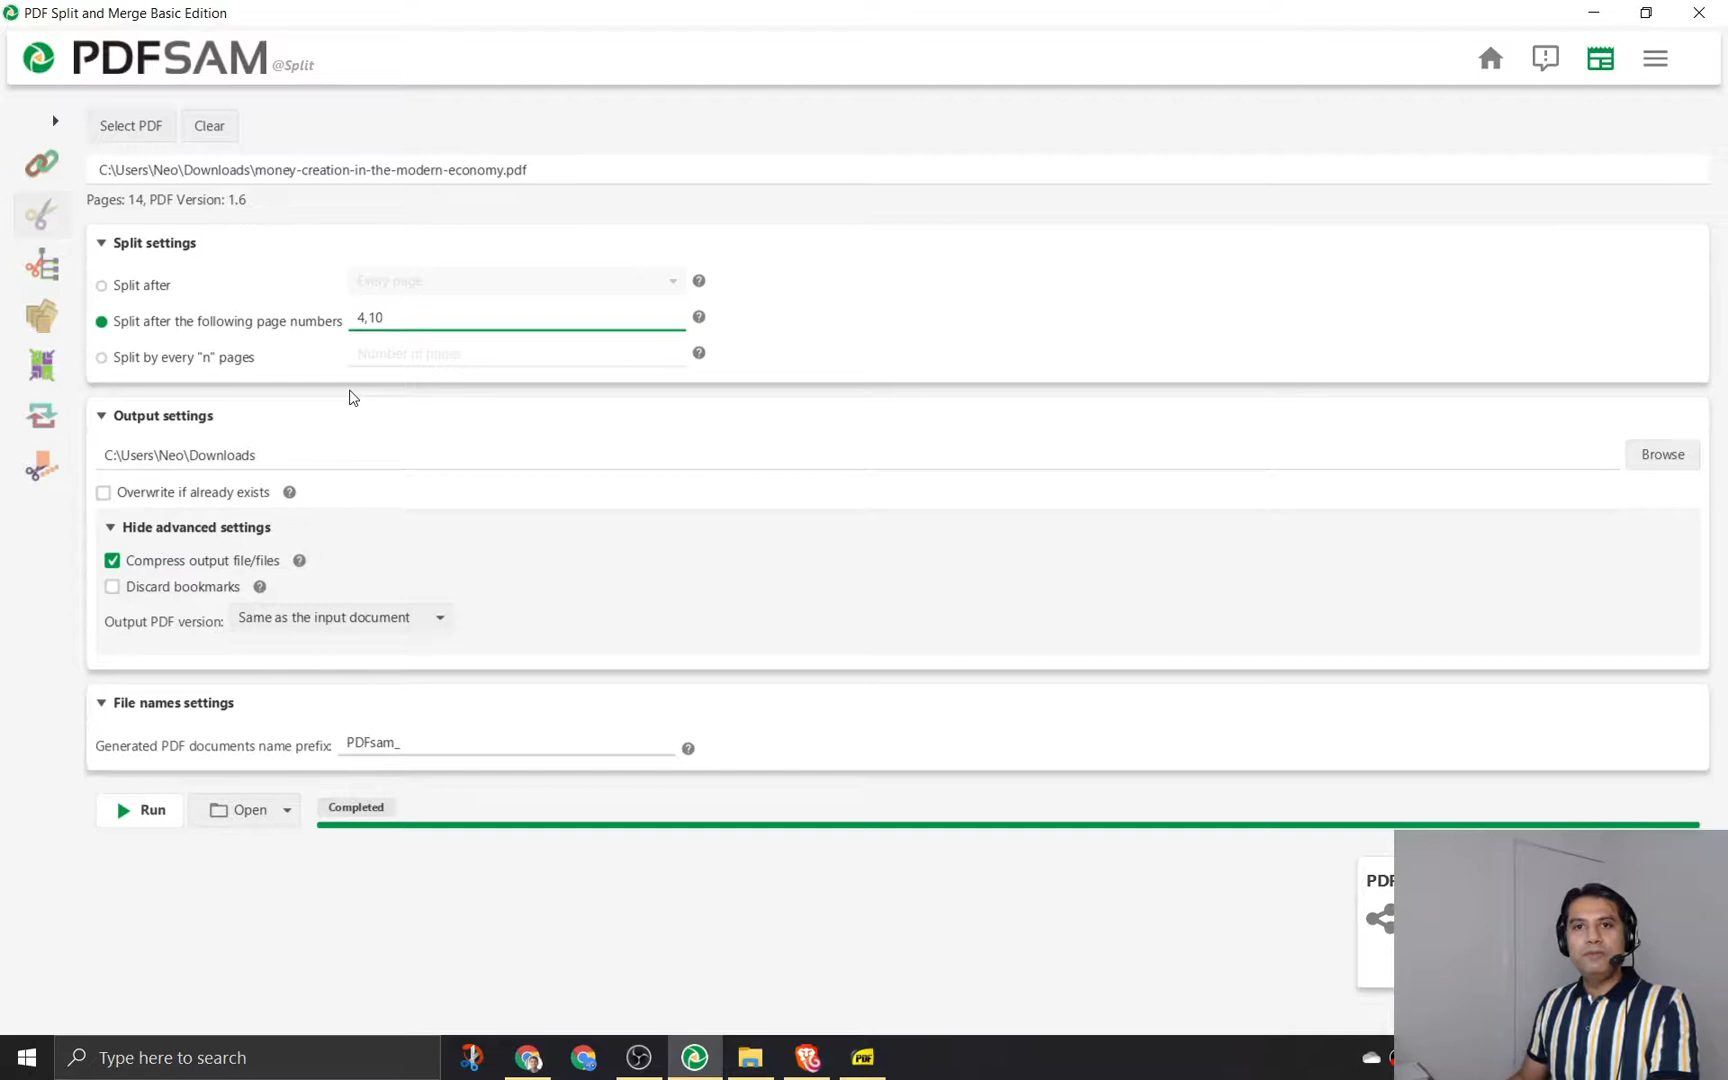 PDF Split and Merge Basic Edition
PDFSAM @Split
Select PDF Clear
C:\Users\Neo\Downloads\money-creation-in-the-modern-economy.pdf
Pages: 14, PDF Version: 1.6
Split settings
Split after Every page
Split after the following page numbers 4,10
Split by every "n" pages Number of pages
Output settings
C:\Users\Neo\Downloads Browse
Overwrite if already exists
Hide advanced settings
Compress output file/files
Discard bookmarks
Output PDF version: Same as the input document
File names settings
Generated PDF documents name prefix: PDFsam_
Run Open Completed
Type here to search PDF